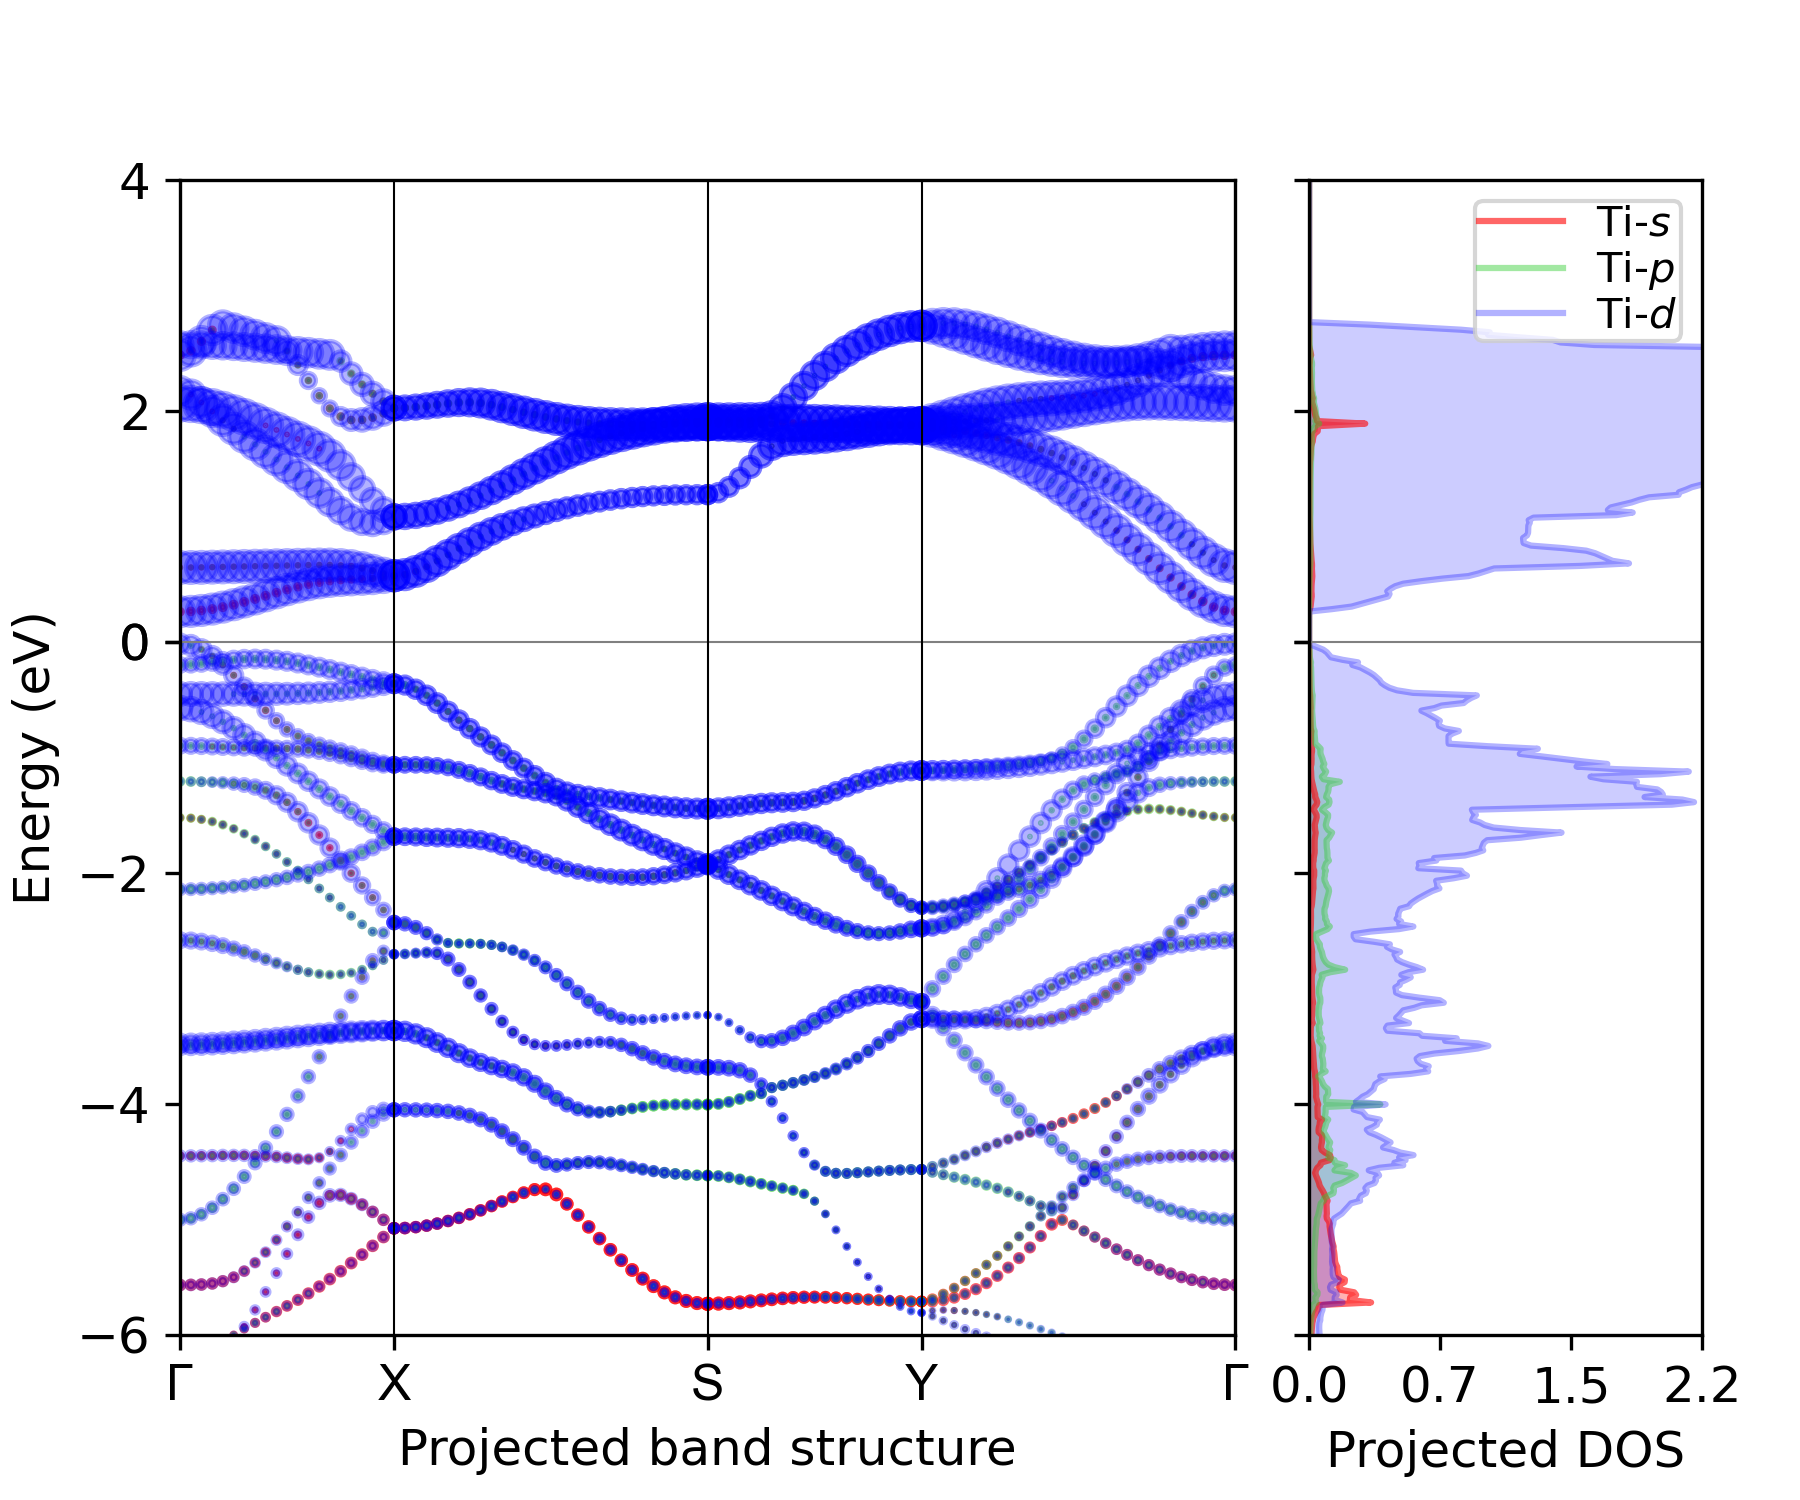 4
2
0
−2
−4
−6
Energy (eV)
Γ X S Y Γ
Projected band structure
Ti-s
Ti-p
Ti-d
0.0 0.7 1.5 2.2
Projected DOS